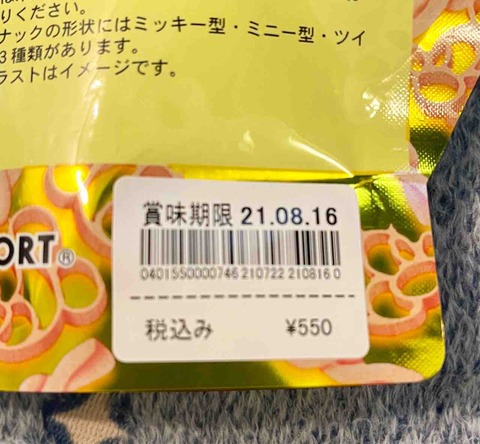 りください。
ナックの形状にはミッキー型・ミニー型・ツイ
3種類があります。
ラストはイメージです。
賞味期限 21.08.16
0401550000746 210722 210816 0
ORT®
税込み ¥550